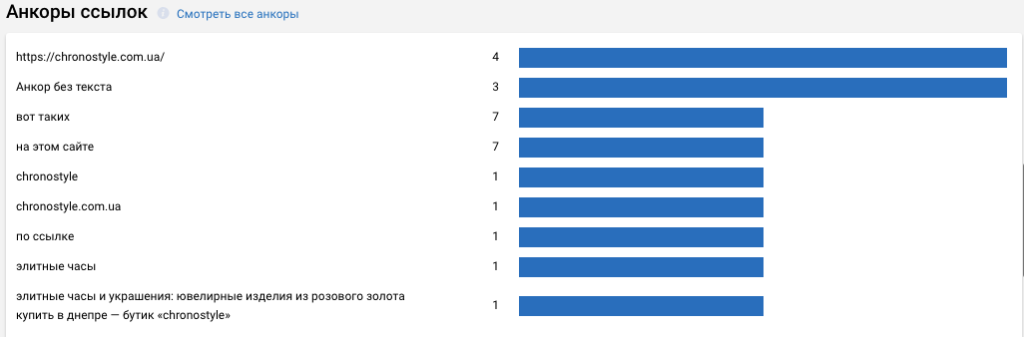 Анкоры ссылок i Смотреть все анкоры
https://chronostyle.com.ua/ 4
Анкор без текста 3
вот таких 7
на этом сайте 7
chronostyle 1
chronostyle.com.ua 1
по ссылке 1
элитные часы 1
элитные часы и украшения: ювелирные изделия из розового золота
купить в днепре — бутик «chronostyle» 1